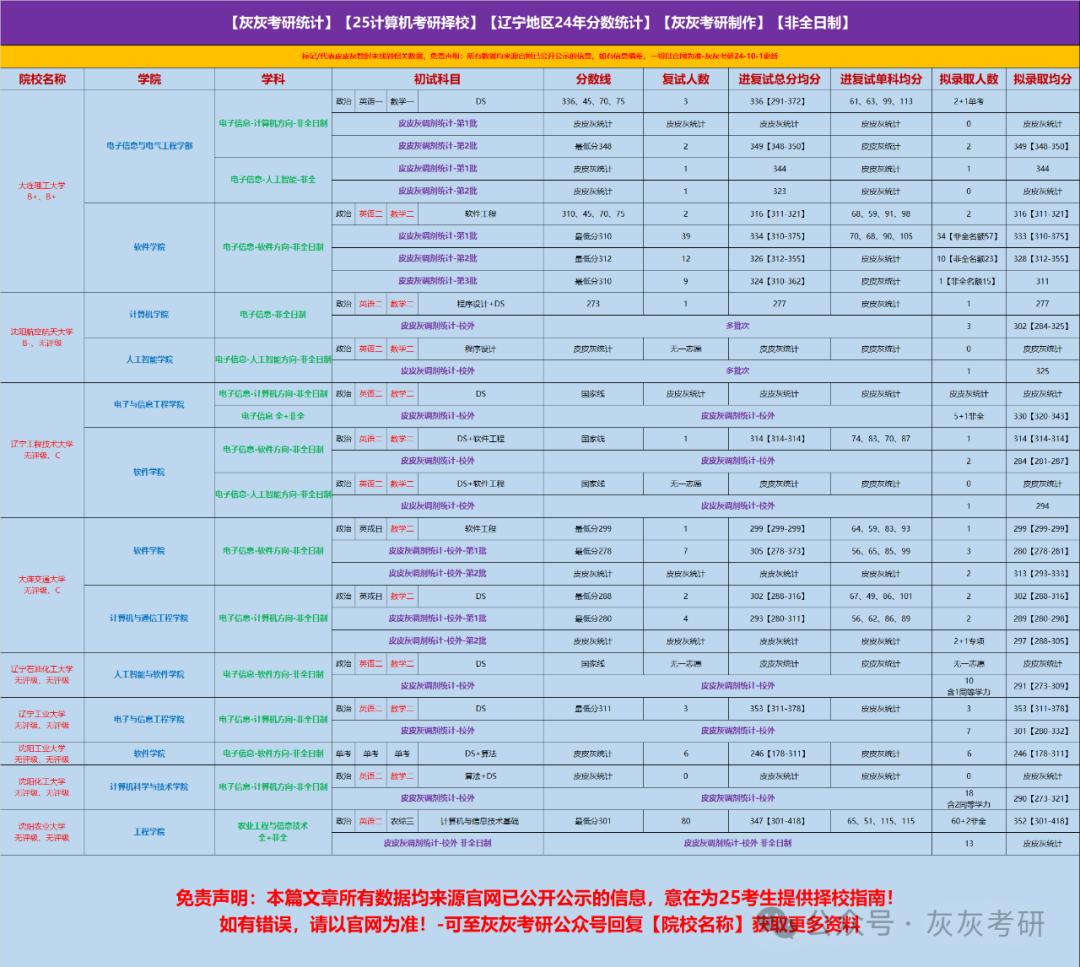 【灰灰考研统计】【25计算机考研择校】【辽宁地区24年分数统计】【灰灰考研制作】【非全日制】
标记/代表皮皮灰暂时未找到相关数据，免责声明：所有数据均来源官网已公开公示的信息，如有信息偏差，一切以官网为准-灰灰考研24-10-1更新
院校名称 学院 学科 初试科目 分数线 复试人数 进复试总分均分 进复试单科均分 拟录取人数 拟录取均分
大连理工大学
B+、B+
电子信息与电气工程学部
电子信息-计算机方向-非全日制
政治 英语一 数学一 DS 336，45，70，75 3 336【291-372】 61，63，99，113 2+1单考
皮皮灰调剂统计-第1批 皮皮灰统计 皮皮灰统计 皮皮灰统计 皮皮灰统计 0 皮皮灰统计
皮皮灰调剂统计-第2批 最低分348 2 349【348-350】 皮皮灰统计 2 349【348-350】
电子信息-人工智能-非全
皮皮灰调剂统计-第1批 皮皮灰统计 1 344 皮皮灰统计 1 344
皮皮灰调剂统计-第2批 皮皮灰统计 1 323 皮皮灰统计 0 皮皮灰统计
软件学院
电子信息-软件方向-非全日制
政治 英语二 数学二 软件工程 310，45，70，75 2 316【311-321】 68，59，91，98 2 316【311-321】
皮皮灰调剂统计-第1批 最低分310 39 334【310-375】 70，68，90，105 34【非全名额57】 333【310-375】
皮皮灰调剂统计-第2批 最低分312 12 326【312-355】 皮皮灰统计 10【非全名额23】 328【312-355】
皮皮灰调剂统计-第3批 最低分310 9 324【310-362】 皮皮灰统计 1【非全名额15】 311
沈阳航空航天大学
B-、无评级
计算机学院
电子信息-非全日制
政治 英语二 数学二 程序设计+DS 273 1 277 皮皮灰统计 1 277
皮皮灰调剂统计-校外 多批次 3 302【284-325】
人工智能学院
电子信息-人工智能方向-非全日制
政治 英语二 数学二 程序设计 皮皮灰统计 无一志愿 皮皮灰统计 皮皮灰统计 0 皮皮灰统计
皮皮灰调剂统计-校外 多批次 1 325
辽宁工程技术大学
无评级、C
电子与信息工程学院
电子信息-计算机方向-非全日制 政治 英语二 数学二 DS 国家线 皮皮灰统计 皮皮灰统计 皮皮灰统计 皮皮灰统计 皮皮灰统计
电子信息 全+非全 皮皮灰调剂统计-校外 皮皮灰调剂统计-校外 5+1非全 330【320-343】
软件学院
电子信息-软件方向-非全日制
政治 英语二 数学二 DS+软件工程 国家线 1 314【314-314】 74，83，70，87 1 314【314-314】
皮皮灰调剂统计-校外 皮皮灰调剂统计-校外 2 284【281-287】
电子信息-人工智能方向-非全日制
政治 英语二 数学二 DS+软件工程 国家线 无一志愿 皮皮灰统计 皮皮灰统计 0 皮皮灰统计
皮皮灰调剂统计-校外 皮皮灰调剂统计-校外 1 294
大连交通大学
无评级、C
软件学院
电子信息-软件方向-非全日制
政治 英或日 数学二 软件工程 最低分299 1 299【299-299】 64，59，83，93 1 299【299-299】
皮皮灰调剂统计-校外-第1批 最低分278 7 305【278-373】 56，65，85，99 3 280【278-281】
皮皮灰调剂统计-校外-第2批 皮皮灰统计 皮皮灰统计 皮皮灰统计 皮皮灰统计 2 313【293-333】
计算机与通信工程学院
电子信息-计算机方向-非全日制
政治 英或日 数学二 DS 最低分288 2 302【288-316】 67，49，86，101 2 302【288-316】
皮皮灰调剂统计-校外-第1批 最低分280 4 293【280-311】 56，62，86，89 2 289【280-298】
皮皮灰调剂统计-校外-第2批 皮皮灰统计 皮皮灰统计 皮皮灰统计 皮皮灰统计 2+1专项 297【288-305】
辽宁石油化工大学
无评级、无评级
人工智能与软件学院
电子信息-软件方向-非全日制
政治 英语二 数学二 DS 国家线 无一志愿 皮皮灰统计 皮皮灰统计 无一志愿 皮皮灰统计
皮皮灰调剂统计-校外 皮皮灰调剂统计-校外 10 含1同等学力 291【273-309】
辽宁工业大学
无评级、无评级
电子与信息工程学院
电子信息-计算机方向-非全日制
政治 英语二 数学二 DS 最低分311 3 353【311-378】 皮皮灰统计 3 353【311-378】
皮皮灰调剂统计-校外 皮皮灰调剂统计-校外 7 301【280-332】
沈阳工业大学
无评级、无评级
软件学院 电子信息-软件方向-非全日制 单考 单考 单考 DS+算法 皮皮灰统计 6 246【178-311】 皮皮灰统计 6 246【178-311】
沈阳化工大学
无评级、无评级
计算机科学与技术学院
电子信息-计算机方向-非全日制
政治 英语二 数学二 算法+DS 皮皮灰统计 0 皮皮灰统计 皮皮灰统计 0 皮皮灰统计
皮皮灰调剂统计-校外 皮皮灰调剂统计-校外 18 含2同等学力 290【273-321】
沈阳农业大学
无评级、无评级
工程学院
农业工程与信息技术
全+非全
政治 英语二 农综三 计算机与信息技术基础 最低分301 80 347【301-418】 65，51，115，115 60+2非全 352【301-418】
皮皮灰调剂统计-校外 非全日制 皮皮灰调剂统计-校外 非全日制 13 皮皮灰统计
免责声明：本篇文章所有数据均来源官网已公开公示的信息，意在为25考生提供择校指南！
如有错误，请以官网为准！-可至灰灰考研公众号回复【院校名称】获取更多资料
公众号 · 灰灰考研